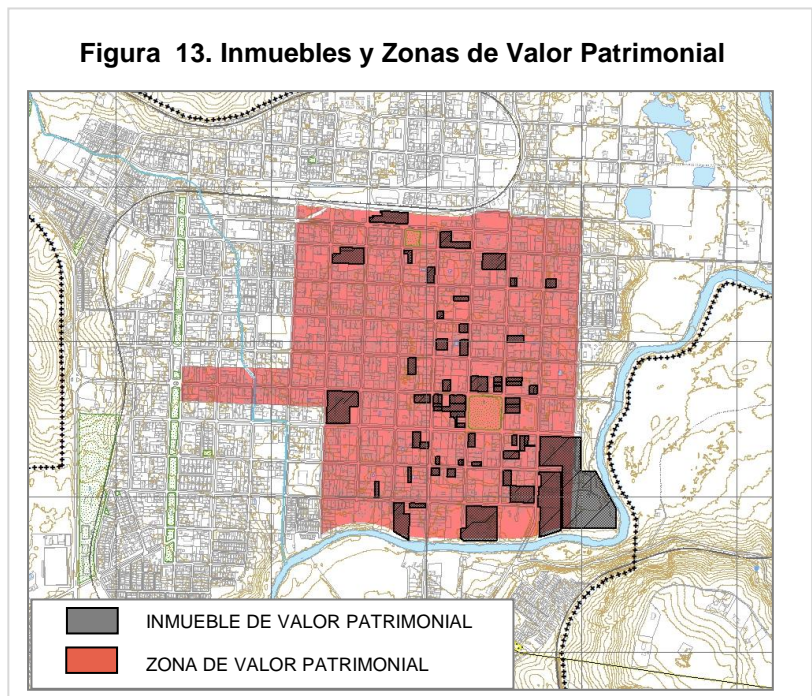 Figura 13. Inmuebles y Zonas de Valor Patrimonial
INMUEBLE DE VALOR PATRIMONIAL
ZONA DE VALOR PATRIMONIAL